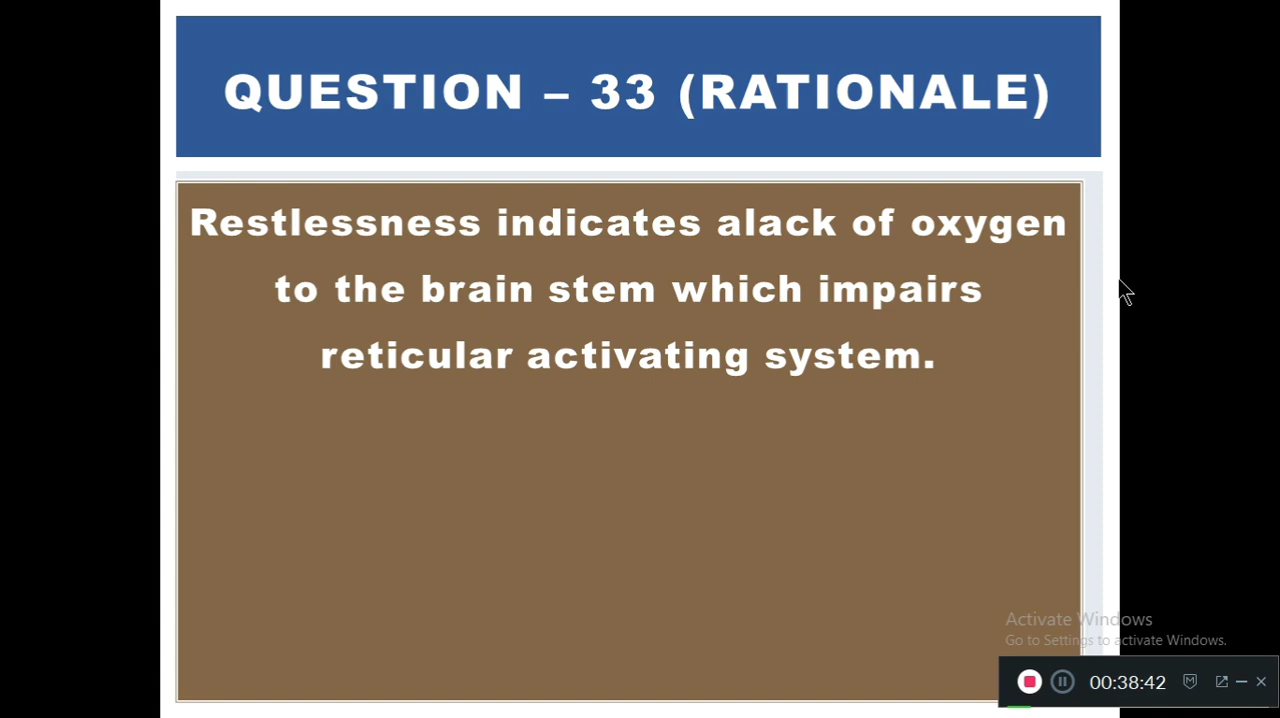 QUESTION – 33 (RATIONALE)
Restlessness indicates alack of oxygen
to the brain stem which impairs
reticular activating system.
Activate Windows
Go to Settings to activate Windows.
00:38:42